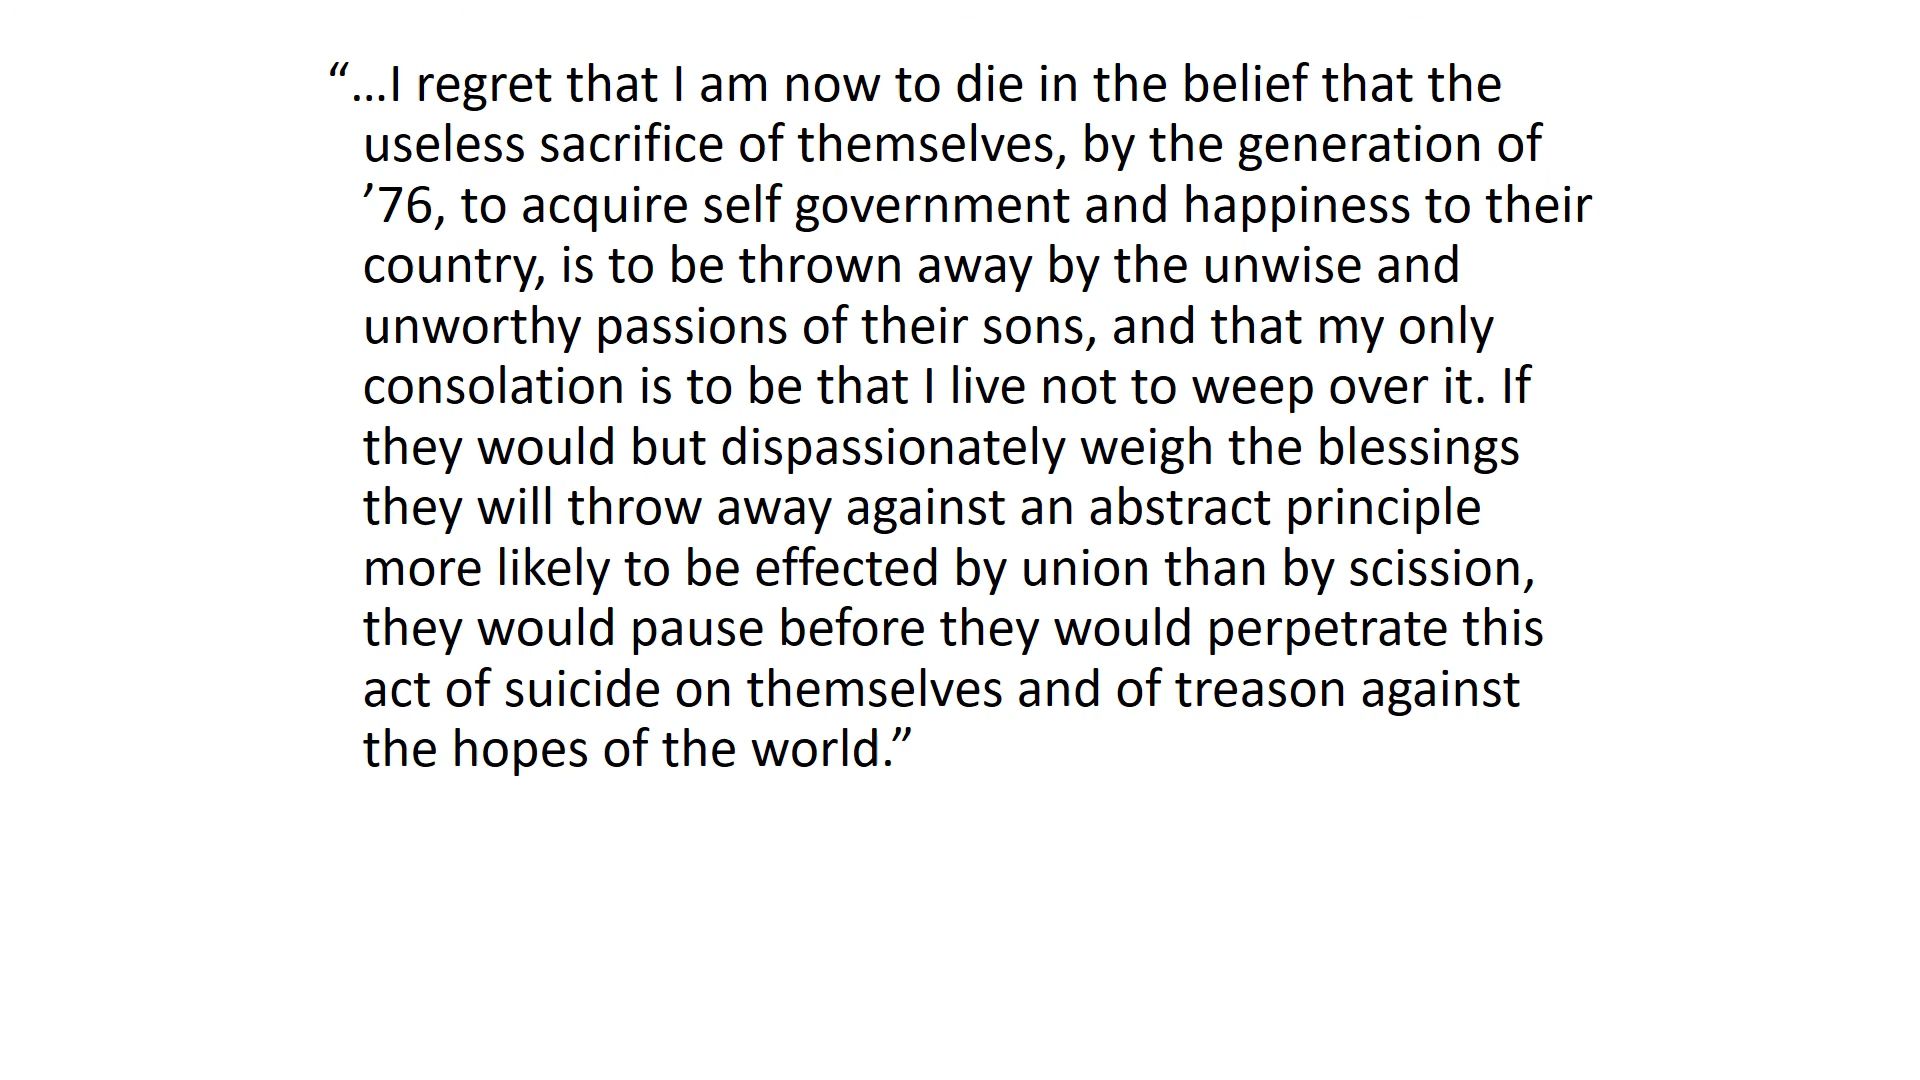 “…I regret that I am now to die in the belief that the
useless sacrifice of themselves, by the generation of
’76, to acquire self government and happiness to their
country, is to be thrown away by the unwise and
unworthy passions of their sons, and that my only
consolation is to be that I live not to weep over it. If
they would but dispassionately weigh the blessings
they will throw away against an abstract principle
more likely to be effected by union than by scission,
they would pause before they would perpetrate this
act of suicide on themselves and of treason against
the hopes of the world.”